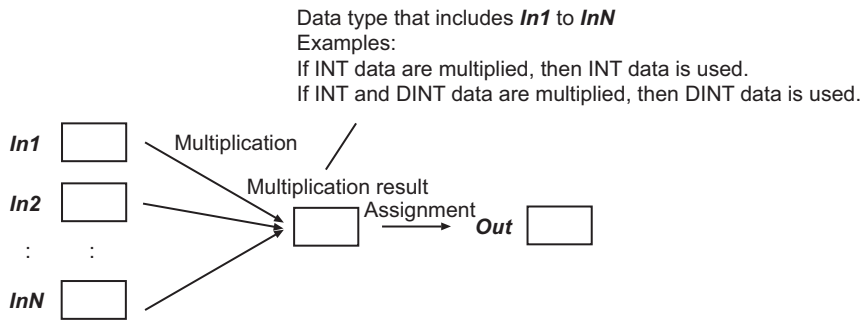 Data type that includes In1 to InN
Examples:
If INT data are multiplied, then INT data is used.
If INT and DINT data are multiplied, then DINT data is used.
In1
Multiplication
In2
Multiplication result
Assignment
Out
: :
InN